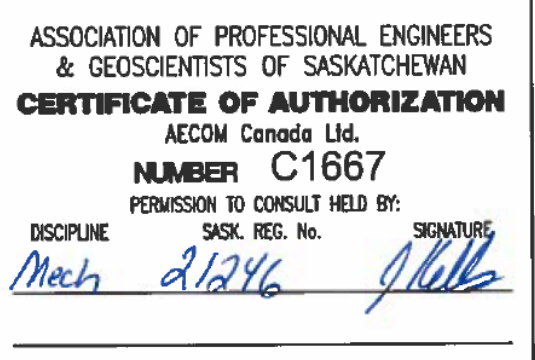 ASSOCIATION OF PROFESSIONAL ENGINEERS
& GEOSCIENTISTS OF SASKATCHEWAN
CERTIFICATE OF AUTHORIZATION
AECOM Canada Ltd.
NUMBER C1667
PERMISSION TO CONSULT HELD BY:
DISCIPLINE SASK. REG. No. SIGNATURE
Mech 21246